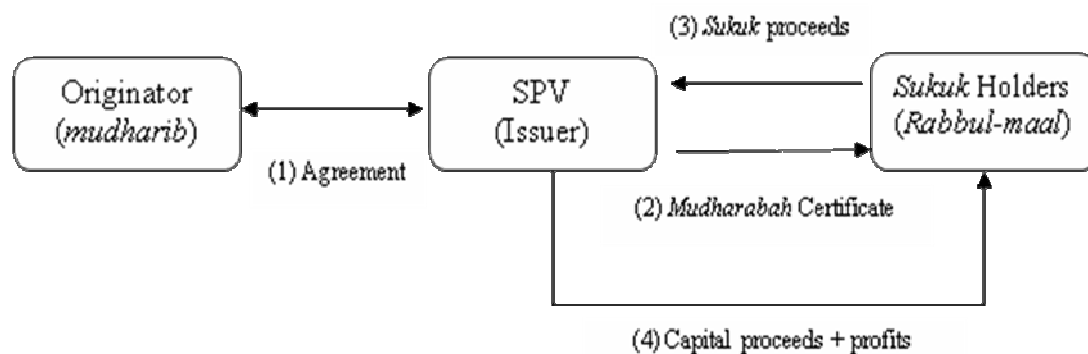 (3) Sukuk proceeds
Originator
(mudharib)
SPV
(Issuer)
Sukuk Holders
(Rabbul-maal)
(1) Agreement
(2) Mudharabah Certificate
(4) Capital proceeds + profits